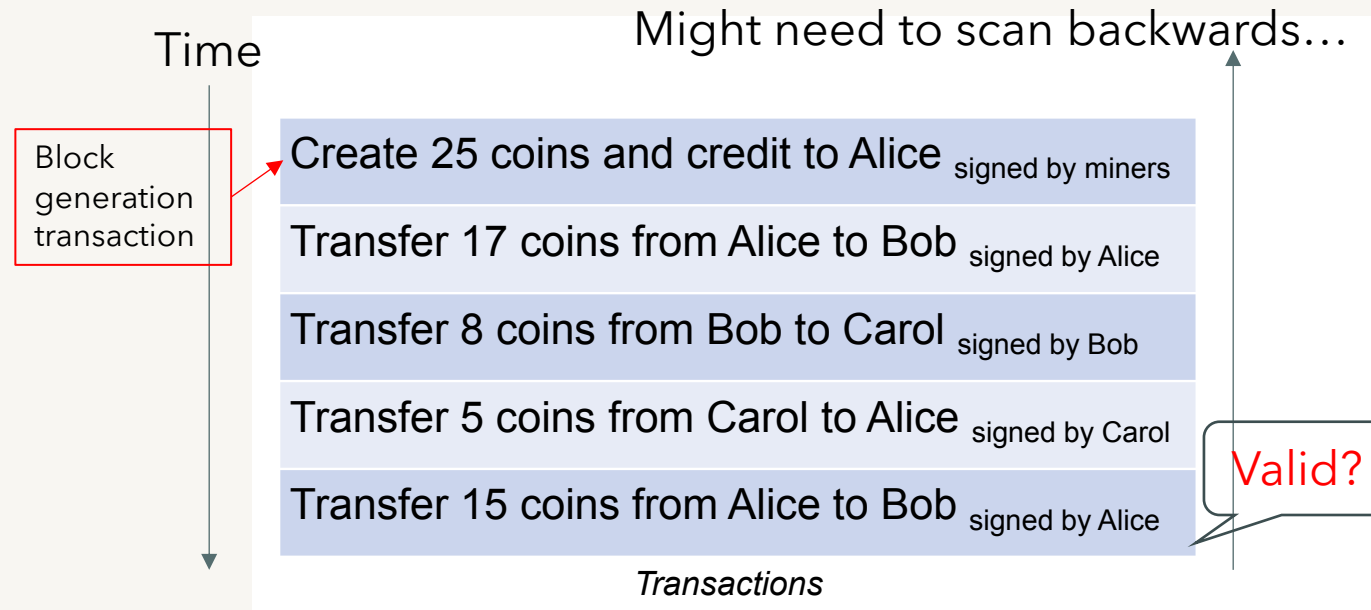 Time
Might need to scan backwards...
Block
generation
transaction
Create 25 coins and credit to Alice signed by miners
Transfer 17 coins from Alice to Bob signed by Alice
Transfer 8 coins from Bob to Carol signed by Bob
Transfer 5 coins from Carol to Alice signed by Carol
Transfer 15 coins from Alice to Bob signed by Alice
Valid?
Transactions